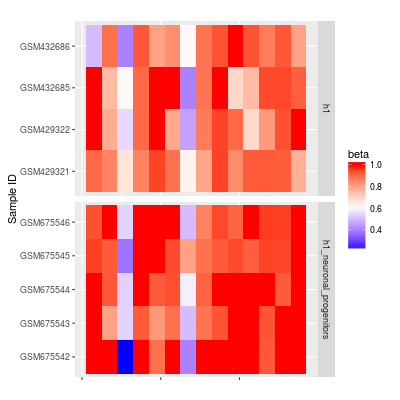 GSM432686
GSM432685
GSM429322
GSM429321
h1
GSM675546
GSM675545
GSM675544
GSM675543
GSM675542
h1_neuronal_progenitors
Sample ID
beta
1.0
0.8
0.6
0.4